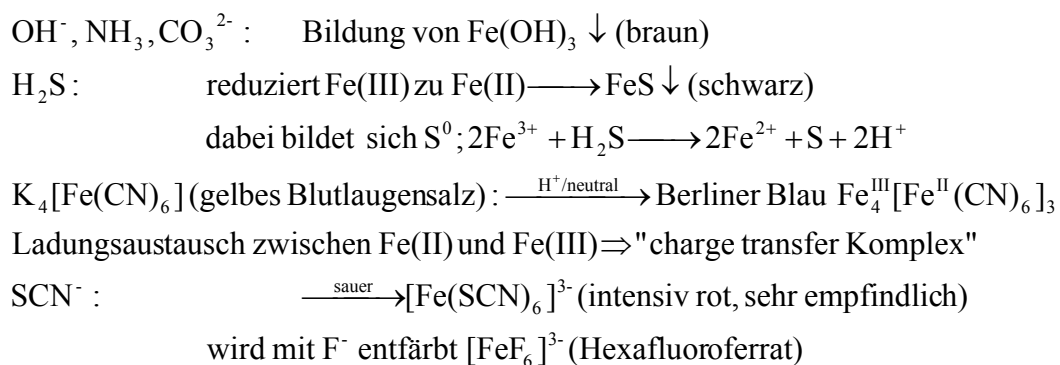 OH⁻, NH₃, CO₃²⁻ : Bildung von Fe(OH)₃ ↓ (braun)
H₂S : reduziert Fe(III) zu Fe(II) ⟶ FeS ↓ (schwarz)
dabei bildet sich S⁰ ; 2Fe³⁺ + H₂S ⟶ 2Fe²⁺ + S + 2H⁺
K₄[Fe(CN)₆] (gelbes Blutlaugensalz) : ⟶(H⁺/neutral) Berliner Blau Fe₄ᴵᴵᴵ[Feᴵᴵ(CN)₆]₃
Ladungsaustausch zwischen Fe(II) und Fe(III) ⇒ "charge transfer Komplex"
SCN⁻ : ⟶(sauer) [Fe(SCN)₆]³⁻ (intensiv rot, sehr empfindlich)
wird mit F⁻ entfärbt [FeF₆]³⁻ (Hexafluoroferrat)